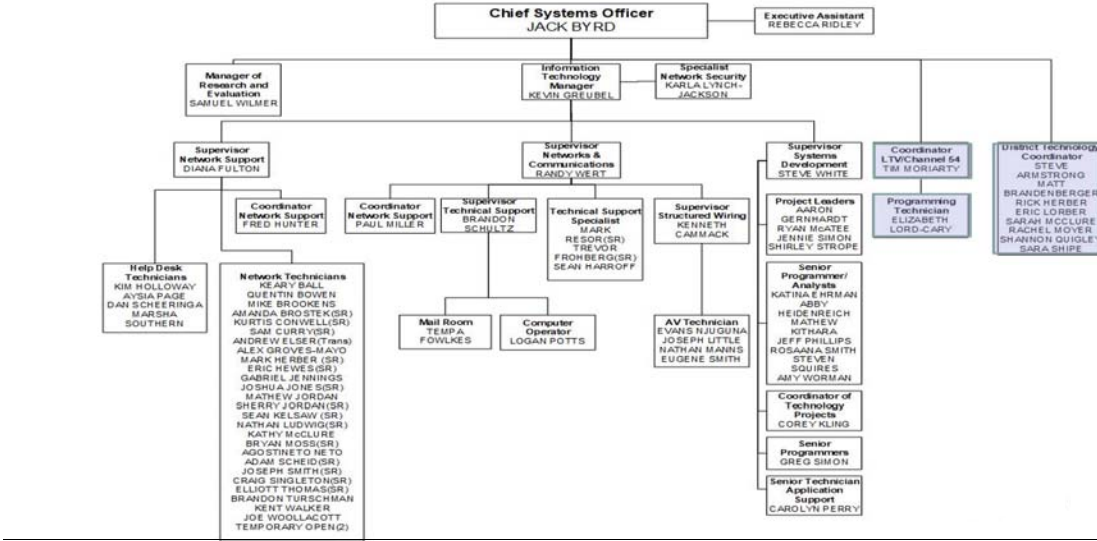 Chief Systems Officer
JACK BYRD
Executive Assistant
REBECCA RIDLEY
Manager of
Research and
Evaluation
SAMUEL WILMER
Information
Technology
Manager
KEVIN GREUBEL
Specialist
Network Security
KARLA LYNCH-
JACKSON
Supervisor
Network Support
DIANA FULTON
Supervisor
Networks &
Communications
RANDY WERT
Supervisor
Systems
Development
STEVE WHITE
Coordinator
LTV/Channel 54
TIM MORIARTY
District Technology
Coordinator
STEVE
ARMSTRONG
MATT
BRANDENBERGER
RICK HERBER
ERIC LORBER
SARAH MCCLURE
RACHEL MOYER
SHANNON QUIGLEY
SARA SHIPE
Coordinator
Network Support
FRED HUNTER
Coordinator
Network Support
PAUL MILLER
Supervisor
Technical Support
BRANDON
SCHULTZ
Technical Support
Specialist
MARK
RESOR(SR)
TREVOR
FROHBERG(SR)
SEAN HARROFF
Supervisor
Structured Wiring
KENNETH
CAMMACK
Project Leaders
AARON
GERNHARDT
RYAN McATEE
JENNIE SIMON
SHIRLEY STROPE
Programming
Technician
ELIZABETH
LORD-CARY
Help Desk
Technicians
KIM HOLLOWAY
AYSIA PAGE
DAN SCHEERINGA
MARSHA
SOUTHERN
Network Technicians
KEARY BALL
QUENTIN BOWEN
MIKE BROOKENS
AMANDA BROSTEK(SR)
KURTIS CONWELL(SR)
SAM CURRY(SR)
ANDREW ELSER(Trans)
ALEX GROVES-MAYO
MARK HERBER (SR)
ERIC HEWES(SR)
GABRIEL JENNINGS
JOSHUA JONES(SR)
MATHEW JORDAN
SHERRY JORDAN(SR)
SEAN KELSAW(SR)
NATHAN LUDWIG(SR)
KATHY McCLURE
BRYAN MOSS(SR)
AGOSTINETO NETO
ADAM SCHEID(SR)
JOSEPH SMITH(SR)
CRAIG SINGLETON(SR)
ELLIOTT THOMAS(SR)
BRANDON TURSCHMAN
KENT WALKER
JOE WOOLLACOTT
TEMPORARY OPEN(2)
Mail Room
TEMPA
FOWLKES
Computer
Operator
LOGAN POTTS
AV Technician
EVANS NJUGUNA
JOSEPH LITTLE
NATHAN MANNS
EUGENE SMITH
Senior
Programmer/
Analysts
KATINA EHRMAN
ABBY
HEIDENREICH
MATHEW
KITHARA
JEFF PHILLIPS
ROSAANA SMITH
STEVEN
SQUIRES
AMY WORMAN
Coordinator of
Technology
Projects
COREY KLING
Senior
Programmers
GREG SIMON
Senior Technician
Application
Support
CAROLYN PERRY